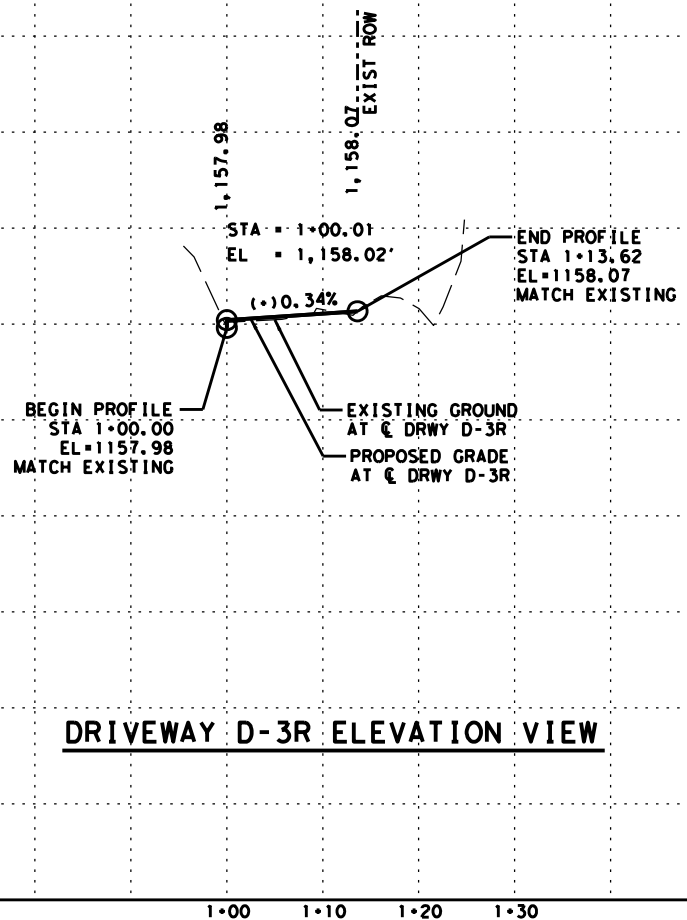 EXIST ROW
1,157.98
1,158.07
STA = 1+00.01
EL = 1,158.02'
(+)0.34%
END PROFILE
STA 1+13.62
EL=1158.07
MATCH EXISTING
BEGIN PROFILE
STA 1+00.00
EL=1157.98
MATCH EXISTING
EXISTING GROUND
AT ℄ DRWY D-3R
PROPOSED GRADE
AT ℄ DRWY D-3R
DRIVEWAY D-3R ELEVATION VIEW
1+00 1+10 1+20 1+30